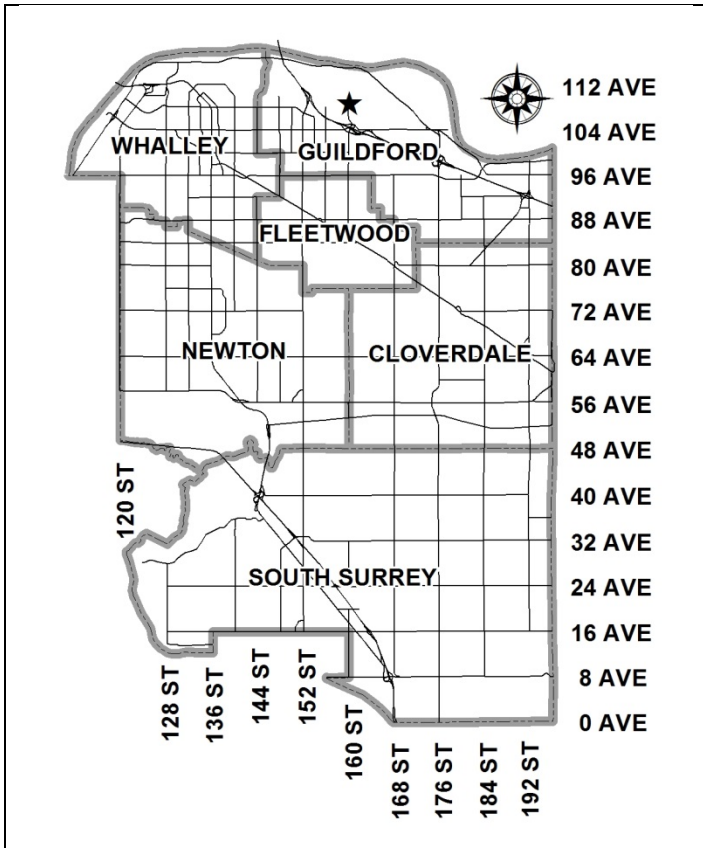 112 AVE
104 AVE
WHALLEY
GUILDFORD
96 AVE
88 AVE
FLEETWOOD
80 AVE
72 AVE
NEWTON
CLOVERDALE
64 AVE
56 AVE
48 AVE
120 ST
40 AVE
32 AVE
SOUTH SURREY
24 AVE
16 AVE
128 ST
136 ST
144 ST
152 ST
8 AVE
160 ST
0 AVE
168 ST
176 ST
184 ST
192 ST